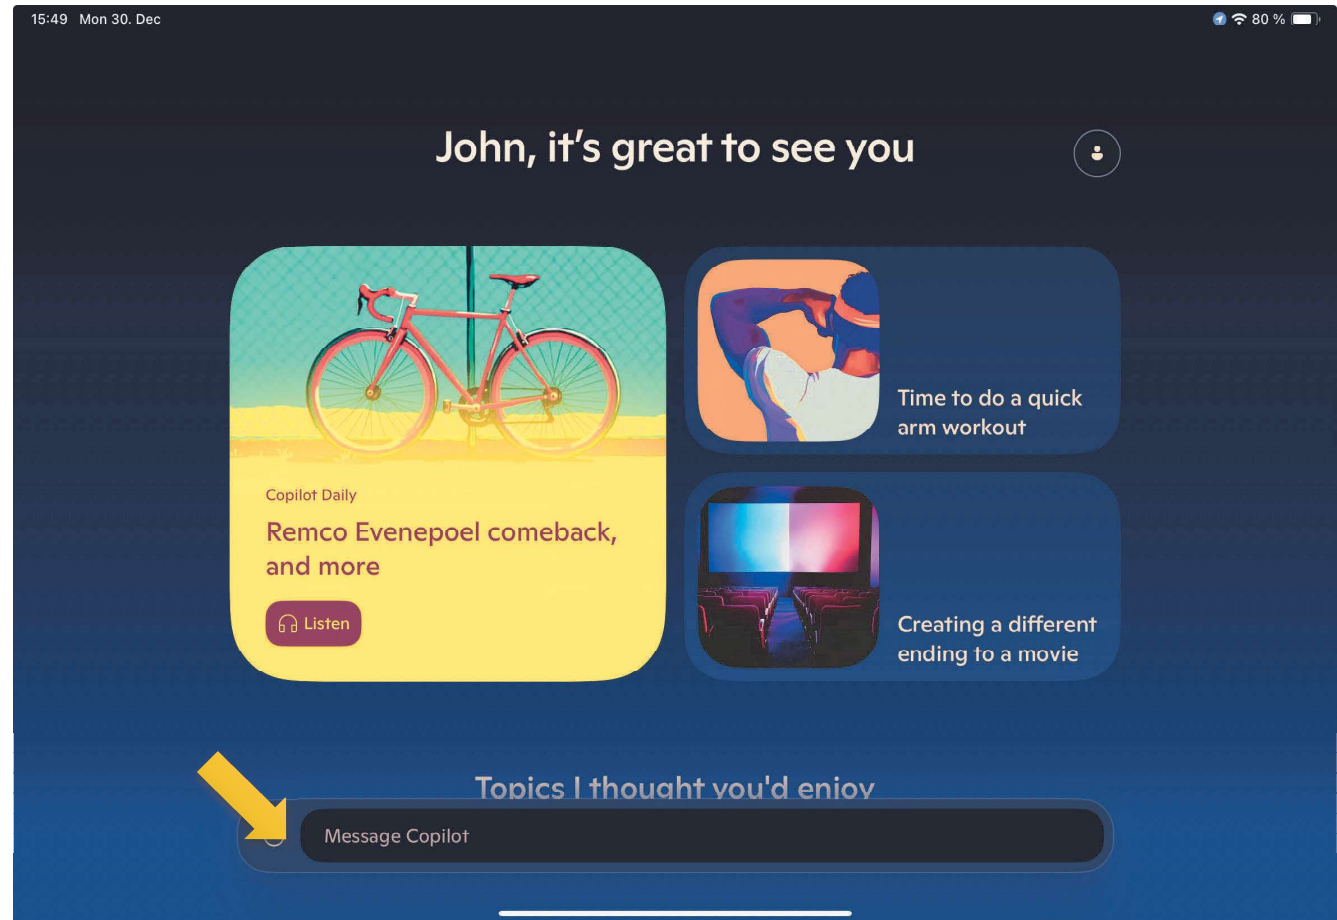 15:49 Mon 30. Dec
80 %
John, it's great to see you
Copilot Daily
Remco Evenepoel comeback,
and more
Listen
Time to do a quick
arm workout
Creating a different
ending to a movie
Topics I thought you'd enjoy
Message Copilot